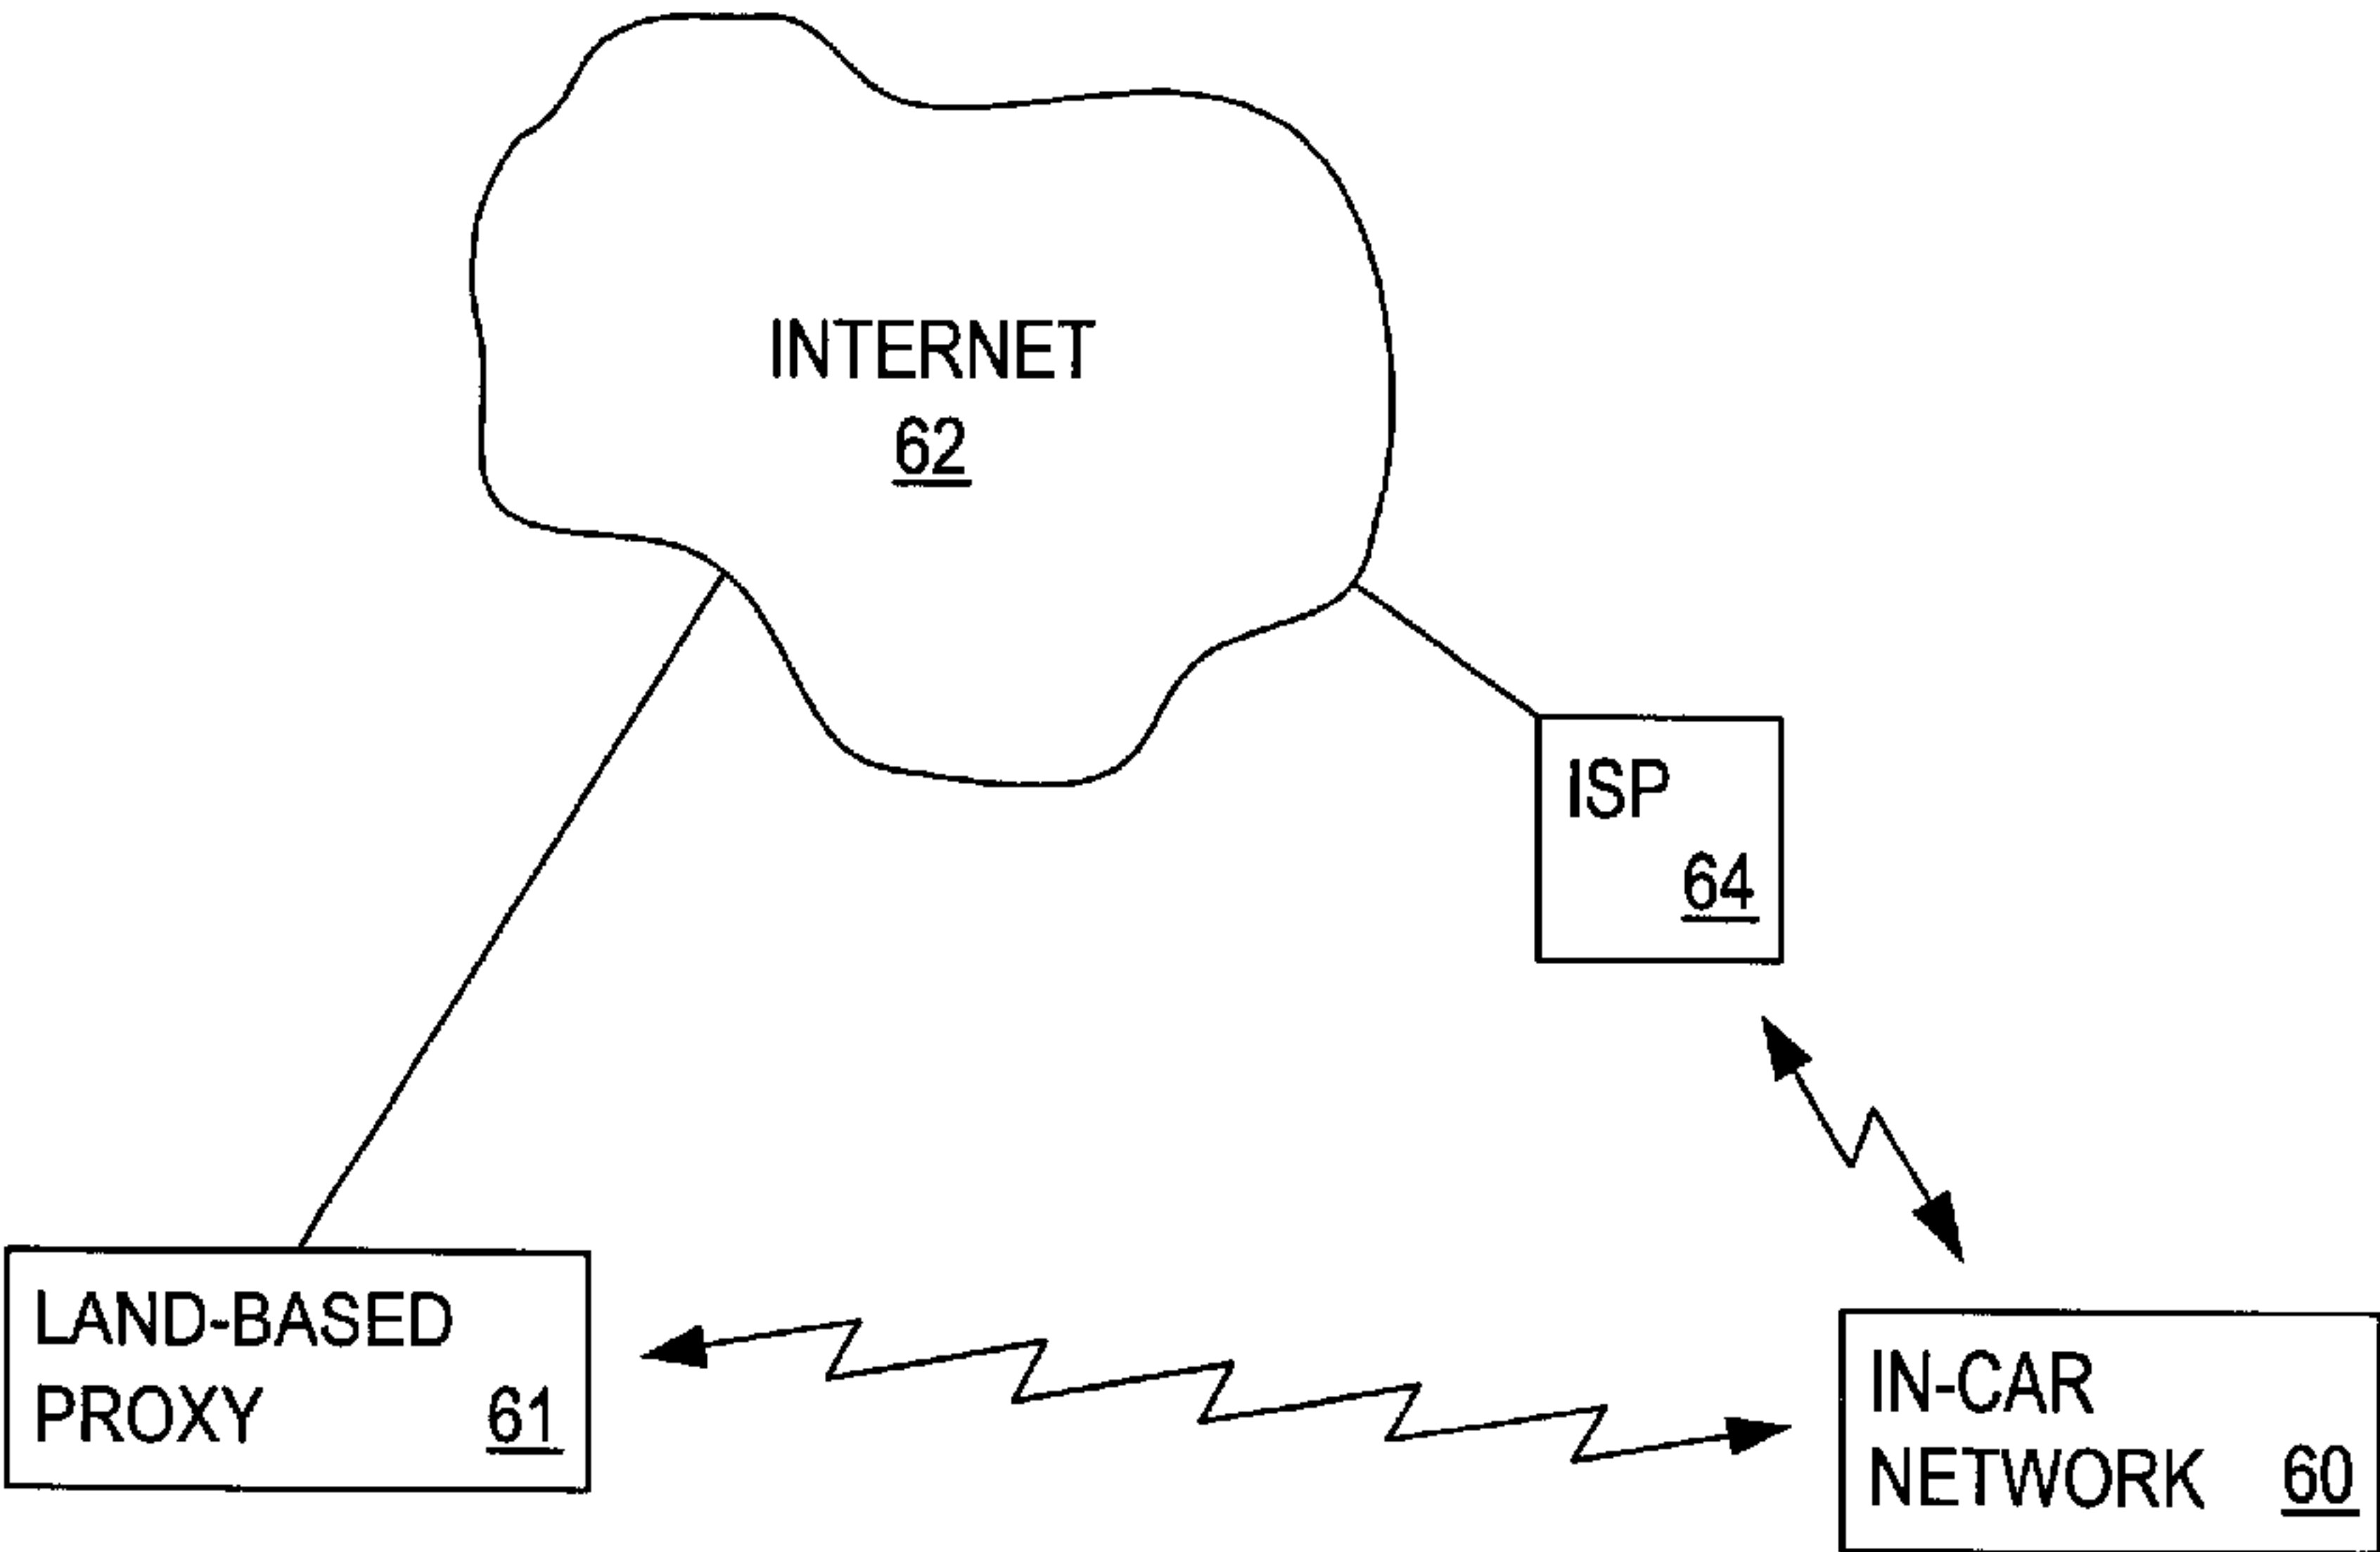 INTERNET
62
ISP
64
LAND-BASED
PROXY 61
IN-CAR
NETWORK 60